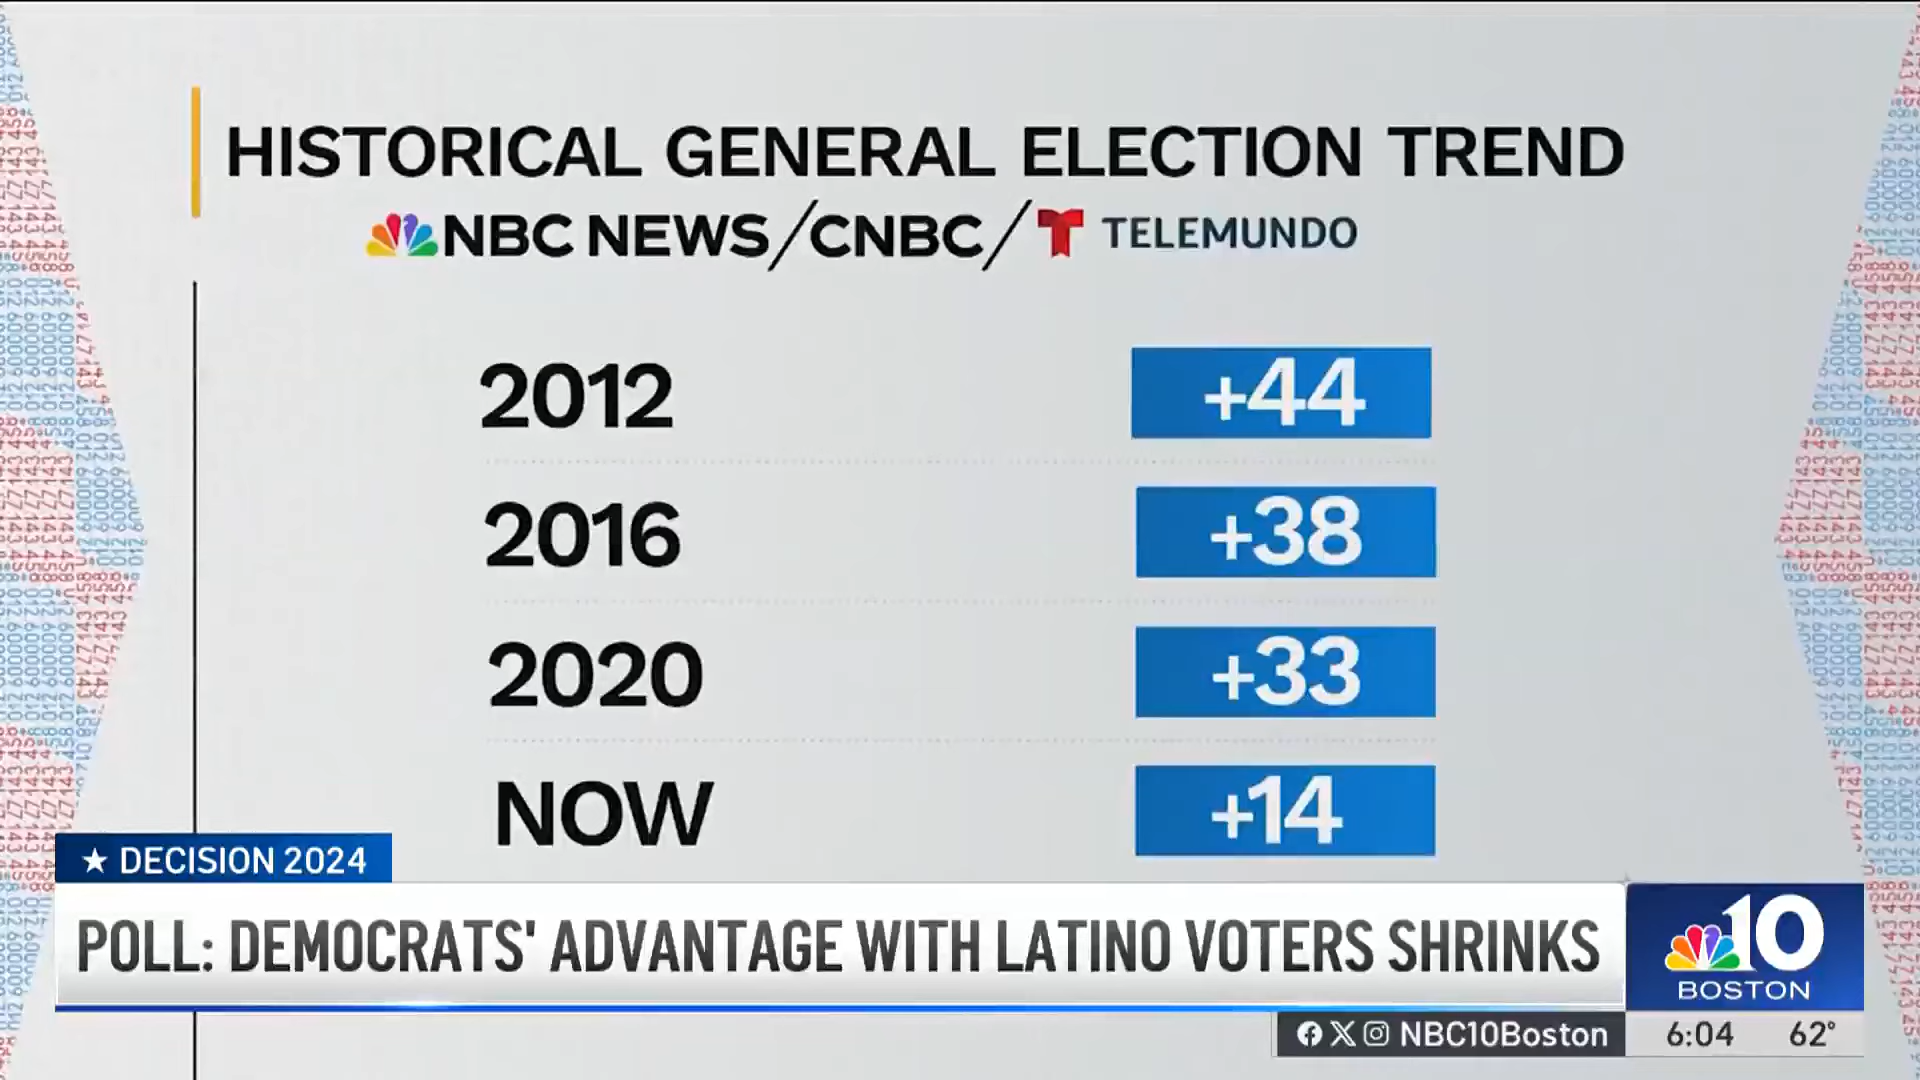 HISTORICAL GENERAL ELECTION TREND
NBC NEWS/CNBC/TELEMUNDO
2012 +44
2016 +38
2020 +33
NOW +14
★ DECISION 2024
POLL: DEMOCRATS' ADVANTAGE WITH LATINO VOTERS SHRINKS
10
BOSTON
NBC10Boston
6:04 62°